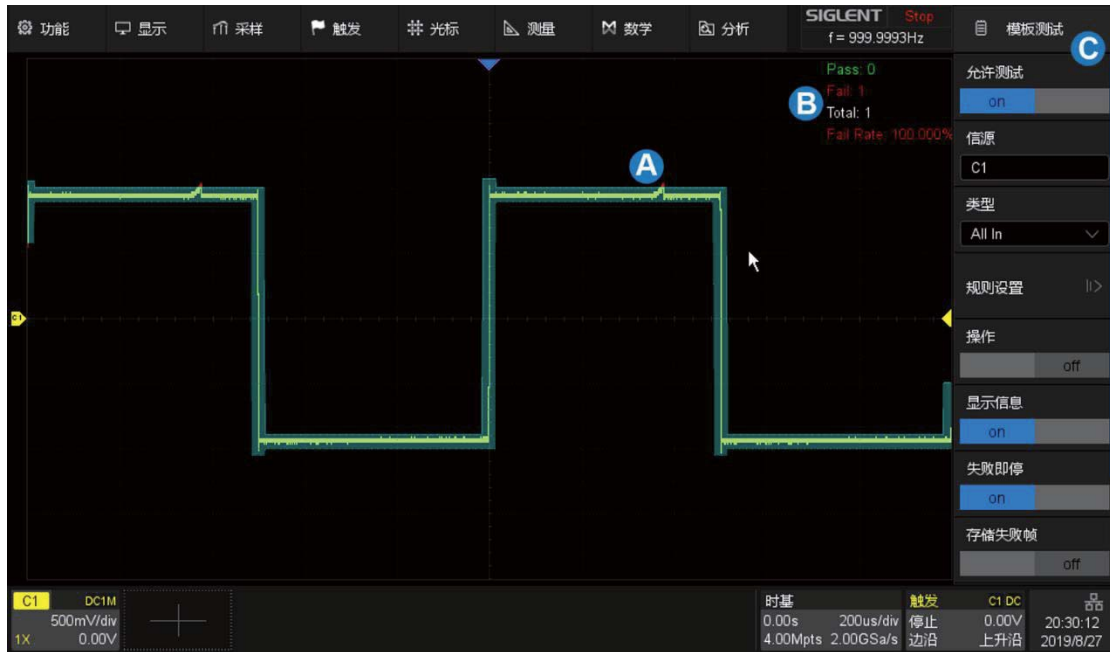 功能
显示
采样
触发
光标
测量
数学
分析
SIGLENT Stop
f = 999.9993Hz
模板测试
C
Pass: 0
Fail: 1
B
Total: 1
Fail Rate: 100.000%
A
C1
允许测试
on
信源
C1
类型
All In
规则设置
操作
off
显示信息
on
失败即停
on
存储失败帧
off
C1 DC1M
500mV/div
1X 0.00V
时基
0.00s 200us/div
4.00Mpts 2.00GSa/s
触发 C1 DC
停止 0.00V
边沿 上升沿
20:30:12
2019/8/27